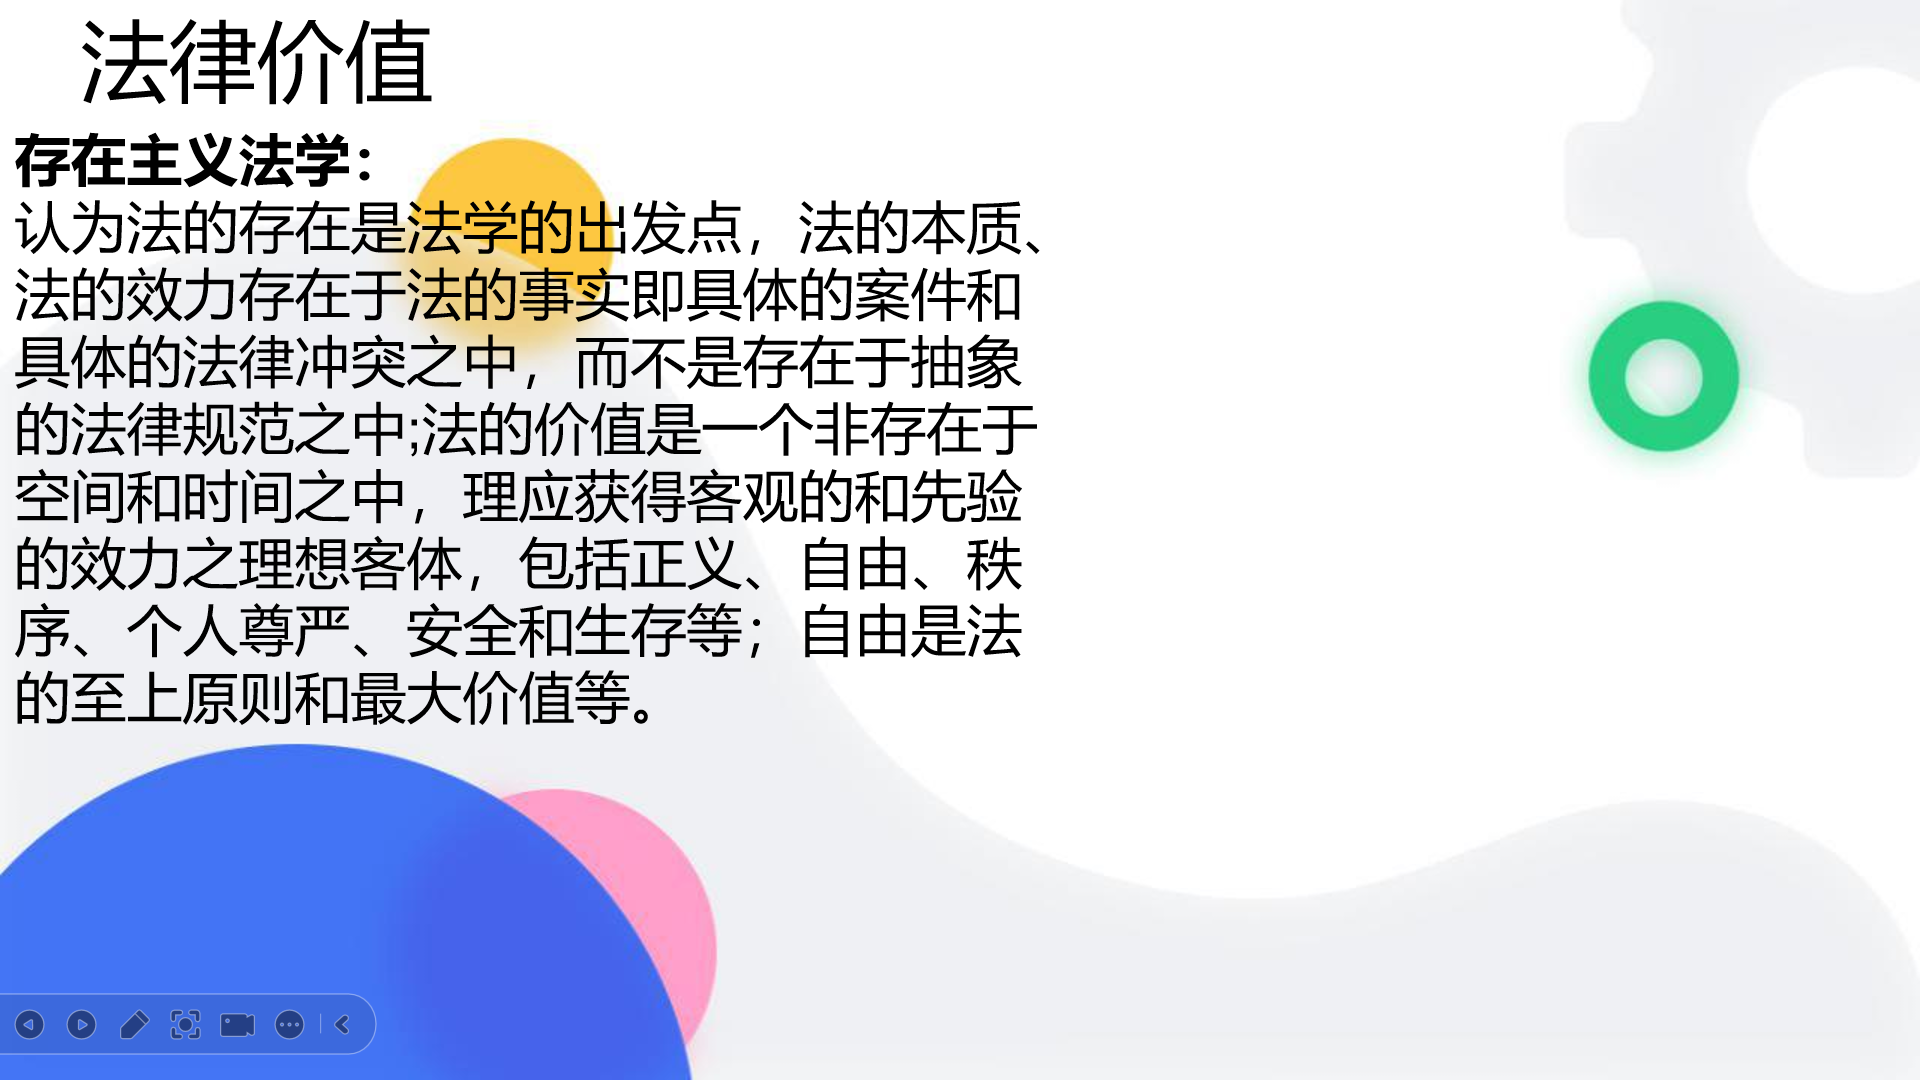 法律价值
存在主义法学：
认为法的存在是法学的出发点，法的本质、
法的效力存在于法的事实即具体的案件和
具体的法律冲突之中，而不是存在于抽象
的法律规范之中;法的价值是一个非存在于
空间和时间之中，理应获得客观的和先验
的效力之理想客体，包括正义、自由、秩
序、个人尊严、安全和生存等；自由是法
的至上原则和最大价值等。